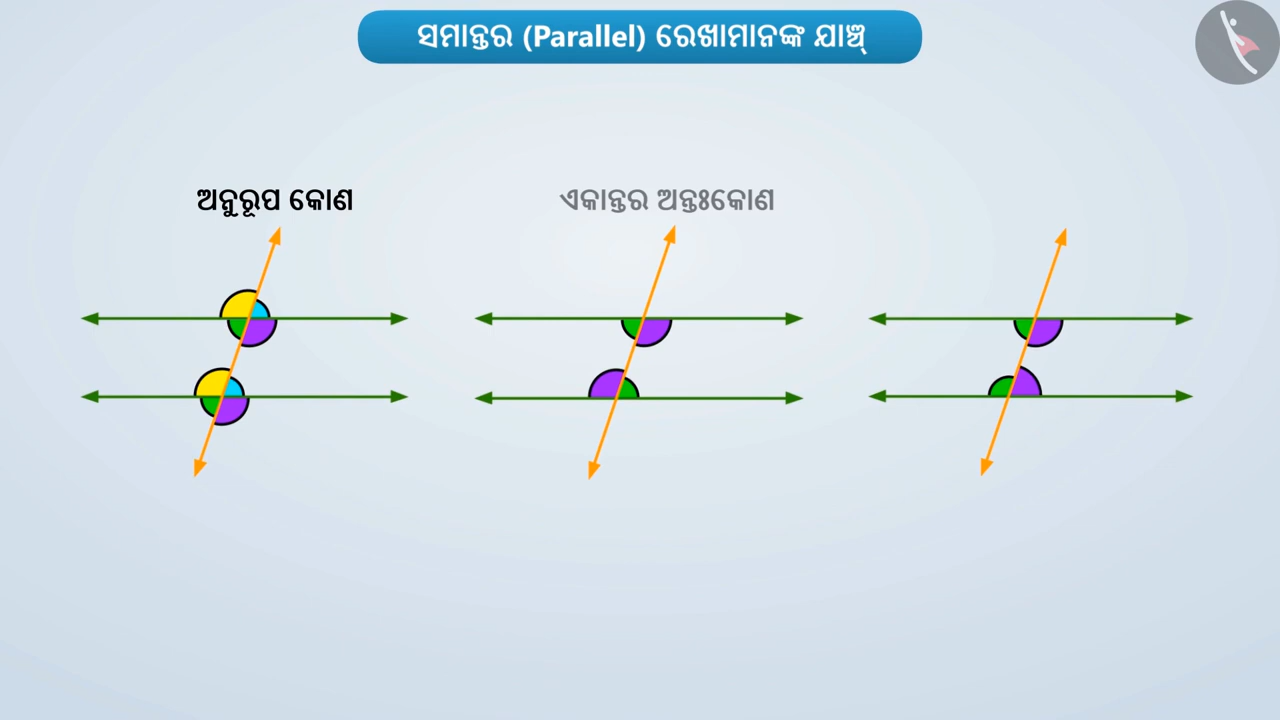 ସମାନ୍ତର (Parallel) ରେଖାମାନଙ୍କ ଯାଞ୍ଚ୍
ଅନୁରୂପ କୋଣ
ଏକାନ୍ତର ଅନ୍ତଃକୋଣ